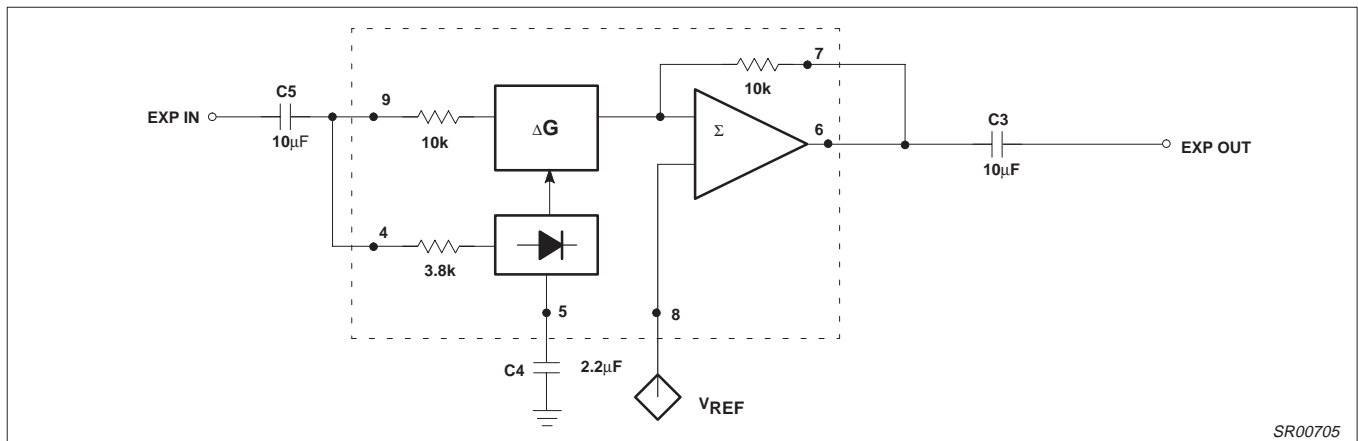 EXP IN
C5
10μF
9
10k
ΔG
10k
7
Σ
6
C3
10μF
EXP OUT
4
3.8k
5
8
C4
2.2μF
VREF
SR00705